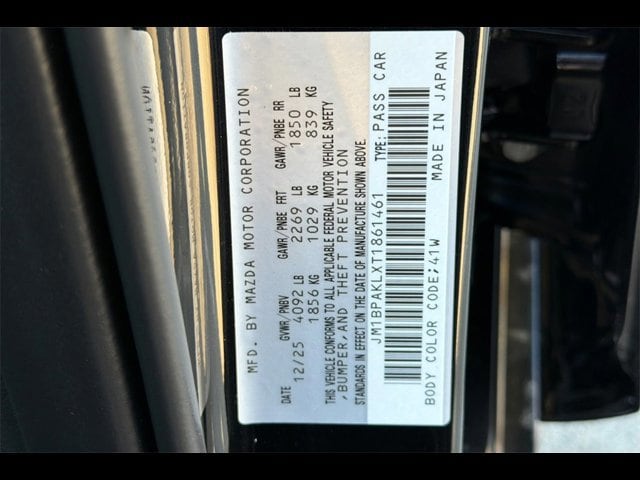 MFD. BY MAZDA MOTOR CORPORATION
DATE GVWR/PNBV GAWR/PNBE FRT GAWR/PNBE RR
12/25 4092 LB 2269 LB 1850 LB
1856 KG 1029 KG 839 KG
THIS VEHICLE CONFORMS TO ALL APPLICABLE FEDERAL MOTOR VEHICLE SAFETY
,BUMPER,AND THEFT PREVENTION
STANDARDS IN EFFECT ON THE DATE OF MANUFACTURE SHOWN ABOVE.
JM1BPAKLXT1861461 TYPE:PASS CAR
BODY COLOR CODE;41W MADE IN JAPAN